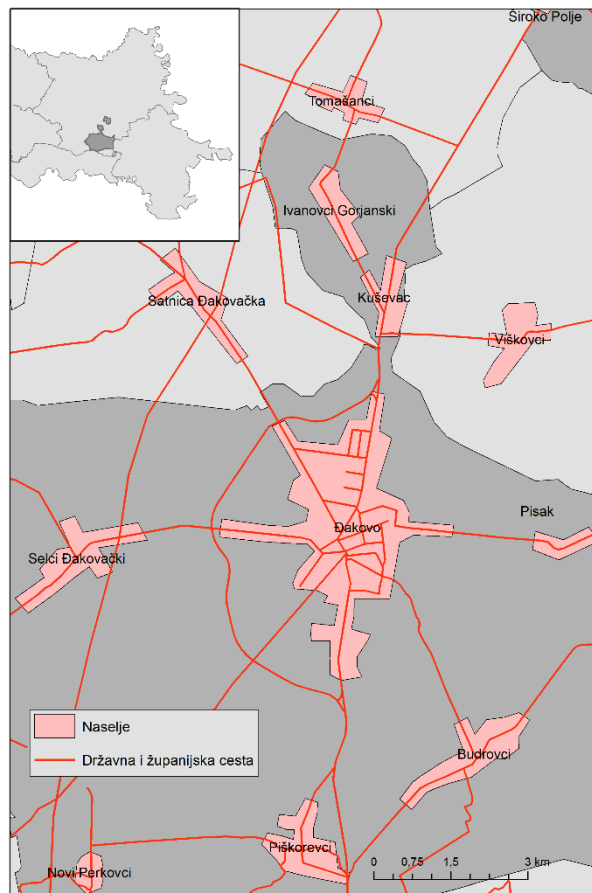 Široko Polje
Tomašanci
Ivanovci Gorjanski
Kuševac
Satnica Đakovačka
Viškovci
Pisak
Đakovo
Selci Đakovački
Naselje
Državna i županijska cesta
Budrovci
Piškorevci
Novi Perkovci
0 0,75 1,5 3 km